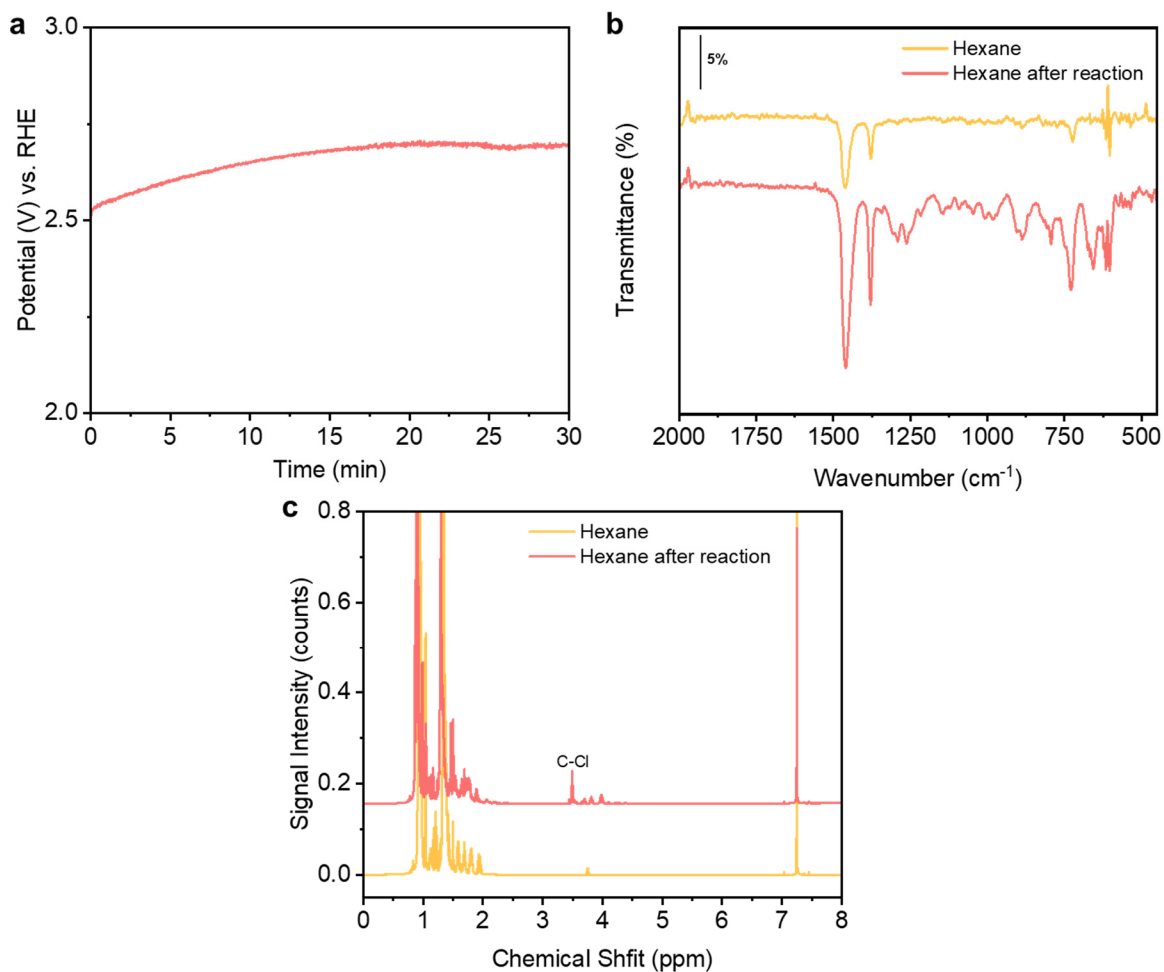 a
3.0
2.5
2.0
Potential (V) vs. RHE
0 5 10 15 20 25 30
Time (min)
b
5%
Hexane
Hexane after reaction
Transmittance (%)
2000 1750 1500 1250 1000 750 500
Wavenumber (cm⁻¹)
c
0.8
0.6
0.4
0.2
0.0
Signal Intensity (counts)
Hexane
Hexane after reaction
C-Cl
0 1 2 3 4 5 6 7 8
Chemical Shfit (ppm)